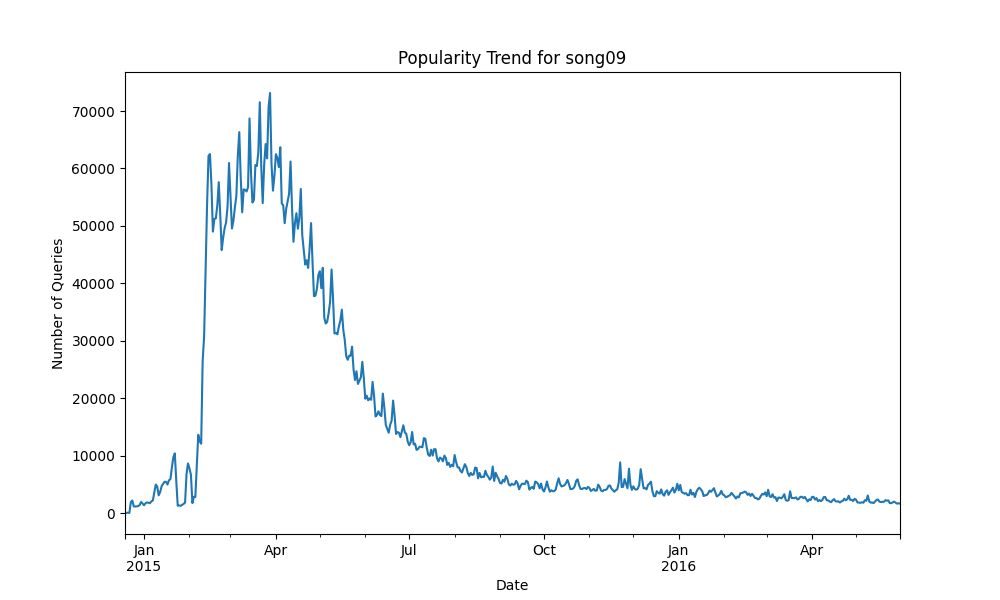 Popularity Trend for song09
Number of Queries
70000
60000
50000
40000
30000
20000
10000
0
Jan
2015
Apr
Jul
Oct
Jan
2016
Apr
Date